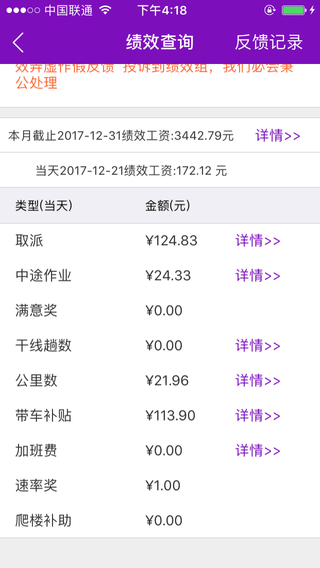 中国联通 下午4:18
绩效查询 反馈记录
效弄虚作假反馈 投诉到绩效组，我们必会秉
公处理
本月截止2017-12-31绩效工资:3442.79元 详情>>
当天2017-12-21绩效工资:172.12 元
类型(当天) 金额(元)
取派 ¥124.83 详情>>
中途作业 ¥24.33 详情>>
满意奖 ¥0.00
干线趟数 ¥0.00 详情>>
公里数 ¥21.96 详情>>
带车补贴 ¥113.90 详情>>
加班费 ¥0.00 详情>>
速率奖 ¥1.00
爬楼补助 ¥0.00